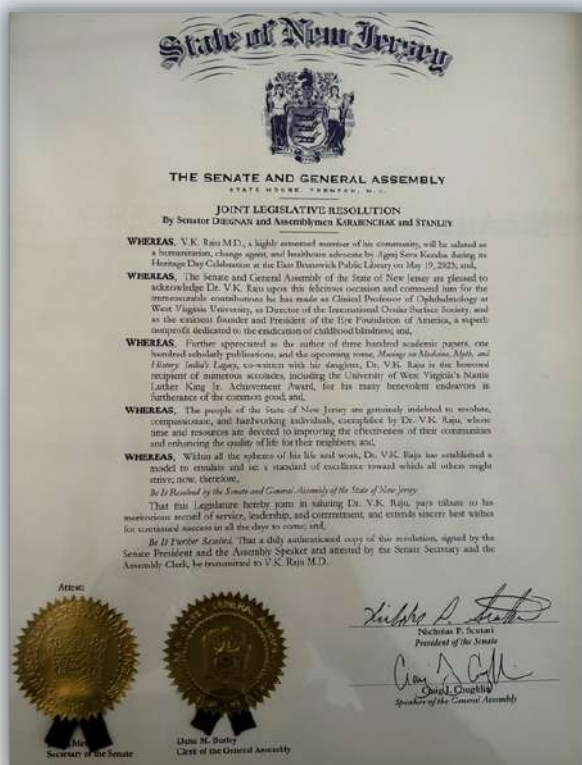 State of New Jersey
THE SENATE AND GENERAL ASSEMBLY
STATE HOUSE, TRENTON, N.J.
JOINT LEGISLATIVE RESOLUTION
By Senator DIEGNAN and Assemblymen KARABINCHAK and STANLEY
WHEREAS, V.K. Raju M.D., a highly esteemed member of his community, will be saluted as
a humanitarian, change agent, and healthcare advocate by Agraj Seva Kendra during its
Heritage Day Celebration at the East Brunswick Public Library on May 19, 2023; and,
WHEREAS, The Senate and General Assembly of the State of New Jersey are pleased to
acknowledge Dr. V.K. Raju upon this felicitous occasion and commend him for the
immeasurable contributions he has made as Clinical Professor of Ophthalmology at
West Virginia University, as Director of the International Ocular Surface Society, and
as the eminent founder and President of the Eye Foundation of America, a superb
nonprofit dedicated to the eradication of childhood blindness; and,
WHEREAS, Further appreciated as the author of three hundred academic papers, one
hundred scholarly publications, and the upcoming tome, Musings on Medicine, Myth, and
History: India's Legacy, co-written with his daughter, Dr. V.K. Raju is the honored
recipient of numerous accolades, including the University of West Virginia's Martin
Luther King Jr. Achievement Award, for his many benevolent endeavors in
furtherance of the common good; and,
WHEREAS, The people of the State of New Jersey are genuinely indebted to resolute,
compassionate, and hardworking individuals, exemplified by Dr. V.K. Raju, whose
time and resources are devoted to improving the effectiveness of their communities
and enhancing the quality of life for their neighbors; and,
WHEREAS, Within all the spheres of his life and work, Dr. V.K. Raju has established a
model to emulate and set a standard of excellence toward which all others might
strive; now, therefore,
Be It Resolved by the Senate and General Assembly of the State of New Jersey:
That this Legislature hereby joins in saluting Dr. V.K. Raju, pays tribute to his
meritorious record of service, leadership, and commitment, and extends sincere best wishes
for continued success in all the days to come; and,
Be It Further Resolved, That a duly authenticated copy of this resolution, signed by the
Senate President and the Assembly Speaker and attested by the Senate Secretary and the
Assembly Clerk, be transmitted to V.K. Raju M.D.
Attest:
Nicholas P. Scutari
President of the Senate
Craig J. Coughlin
Speaker of the General Assembly
Secretary of the Senate
Dana M. Burley
Clerk of the General Assembly